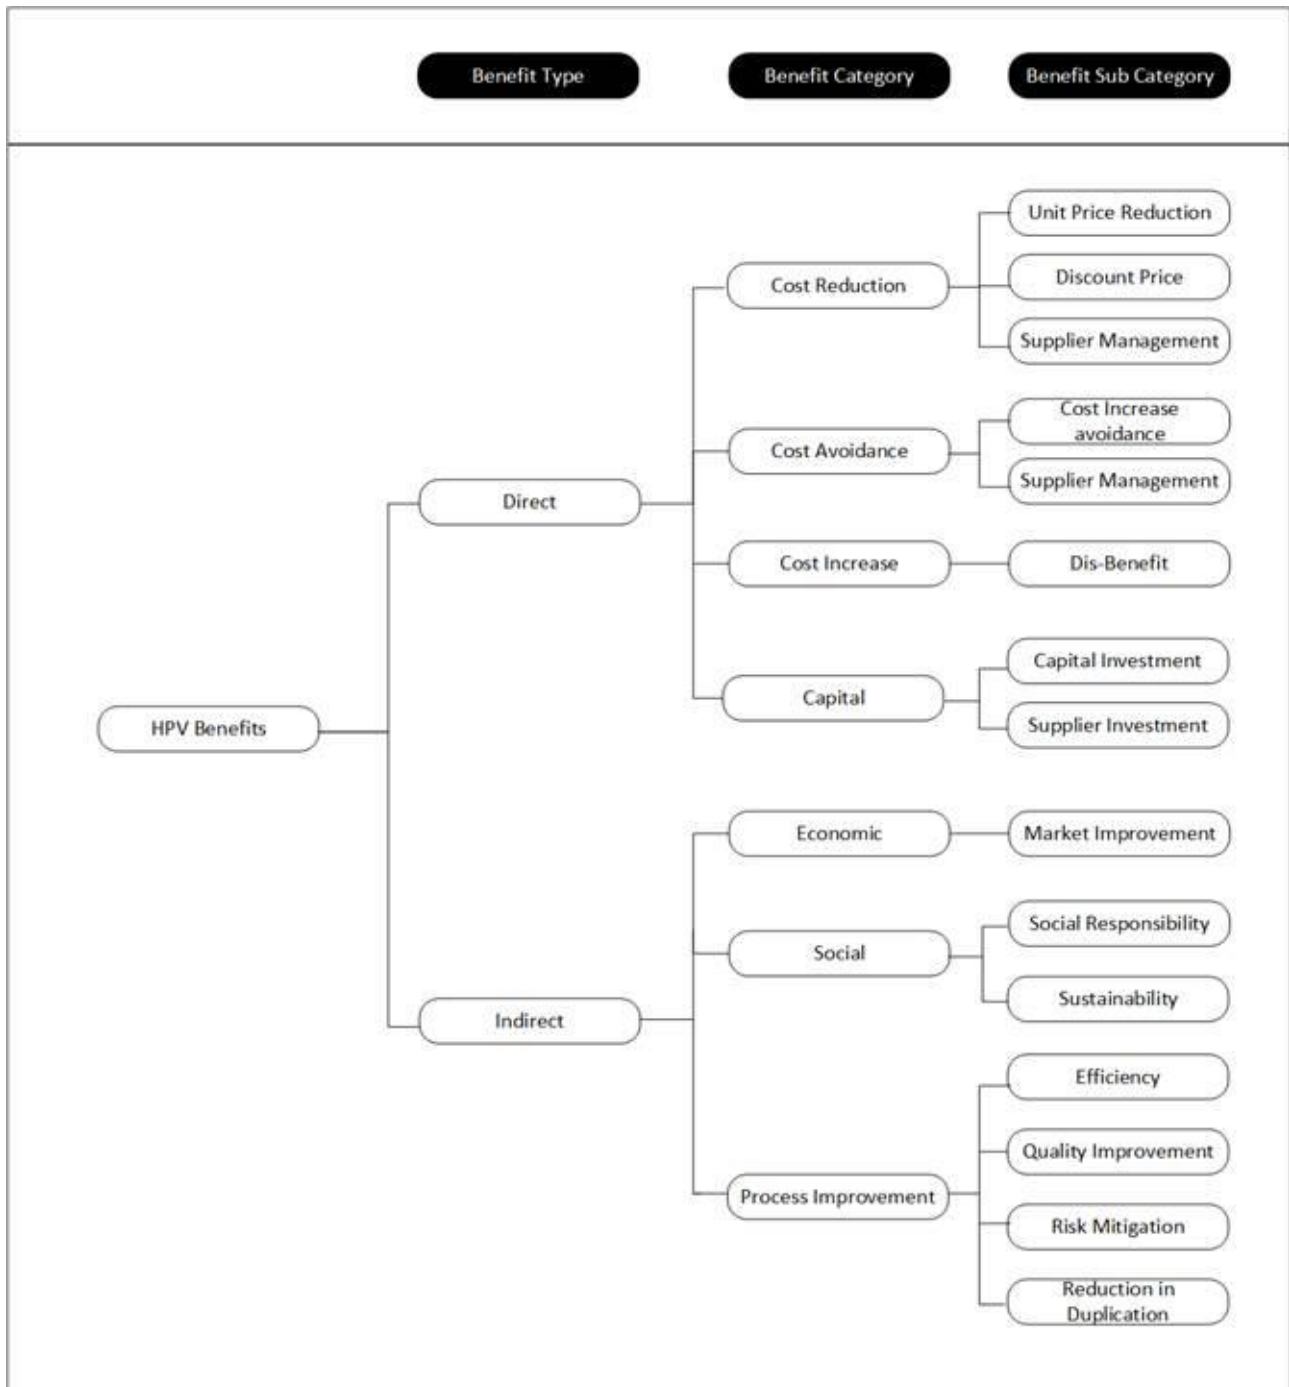 Benefit Type
Benefit Category
Benefit Sub Category
Unit Price Reduction
Discount Price
Cost Reduction
Supplier Management
Cost Increase
avoidance
Cost Avoidance
Supplier Management
Direct
Cost Increase
Dis-Benefit
Capital Investment
Capital
Supplier Investment
HPV Benefits
Economic
Market Improvement
Social Responsibility
Social
Sustainability
Indirect
Efficiency
Quality Improvement
Process Improvement
Risk Mitigation
Reduction in
Duplication